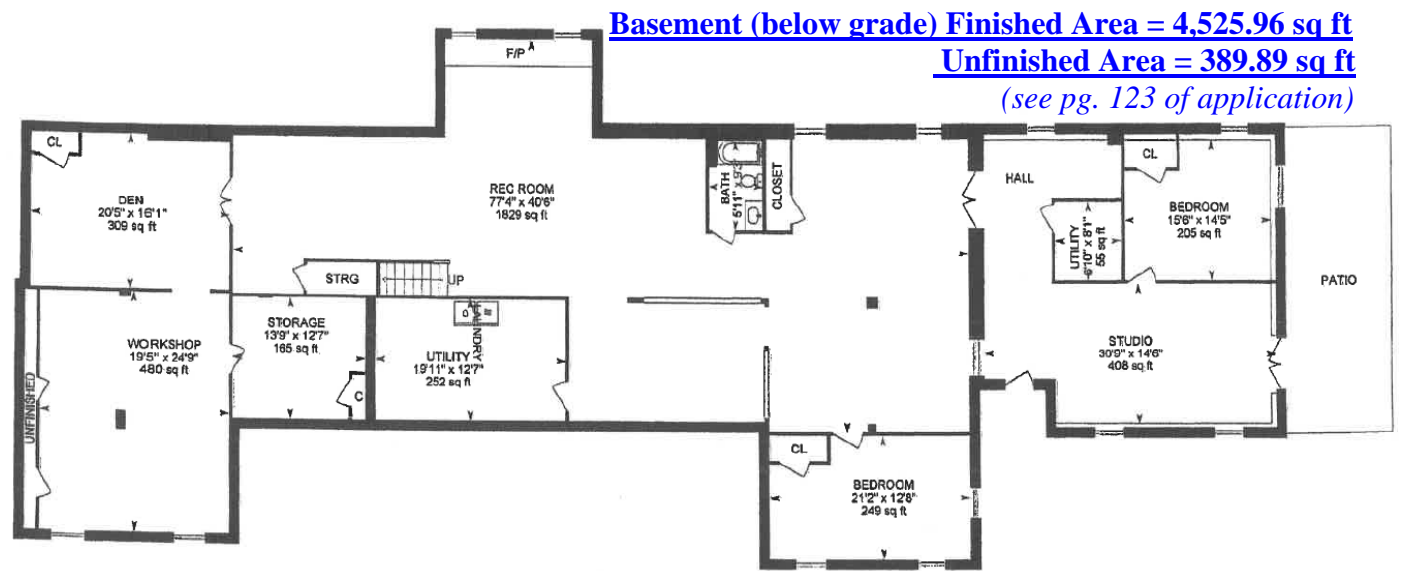 Basement (below grade) Finished Area = 4,525.96 sq ft
Unfinished Area = 389.89 sq ft
(see pg. 123 of application)
F/P
CL
DEN
20'5" x 16'1"
309 sq ft
REC ROOM
77'4" x 40'6"
1829 sq ft
BATH
CLOSET
HALL
CL
BEDROOM
15'6" x 14'5"
205 sq ft
UTILITY
6'10" x 8'1"
55 sq ft
PATIO
STRG
UP
STORAGE
13'9" x 12'7"
165 sq ft
C
LAUNDRY
UTILITY
19'11" x 12'7"
252 sq ft
WORKSHOP
19'5" x 24'9"
480 sq ft
UNFINISHED
STUDIO
30'9" x 14'6"
408 sq ft
CL
BEDROOM
21'2" x 12'8"
249 sq ft